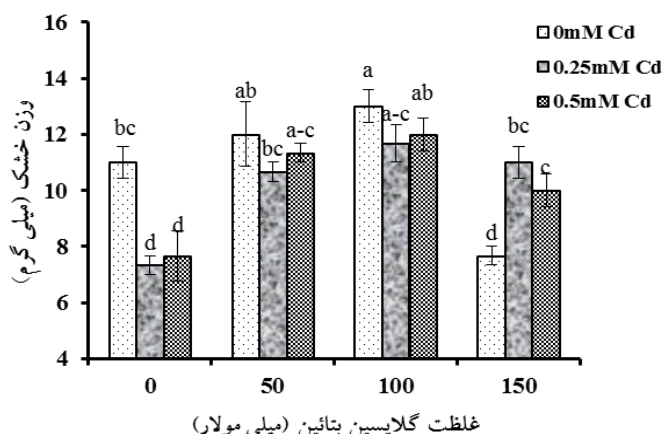 16
14
12
10
8
6
4
وزن خشک (میلی گرم)
0mM Cd
0.25mM Cd
0.5mM Cd
bc
d
d
ab
bc
a-c
a
a-c
ab
d
bc
c
0 50 100 150
غلظت گلایسین بتائین (میلی مولار)